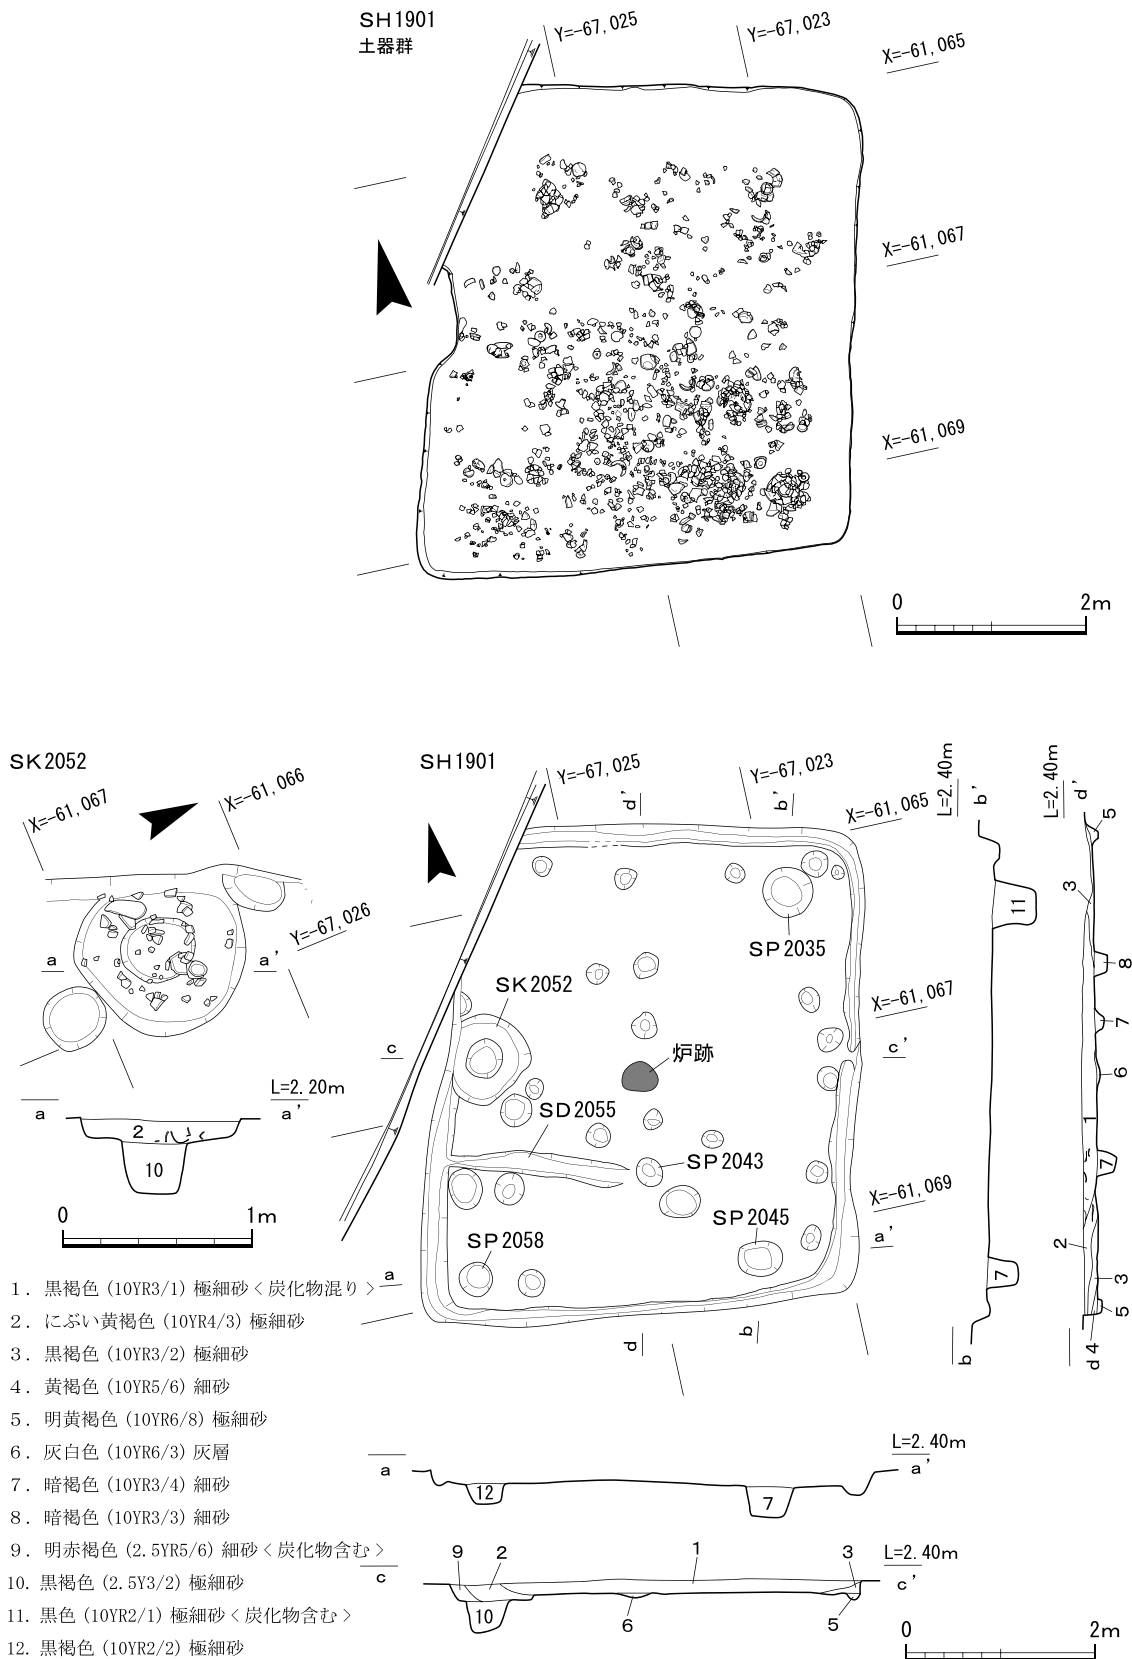 SH1901
土器群
Y=-67,025
Y=-67,023
X=-61,065
X=-61,067
X=-61,069
0 2m
SK2052
X=-61,067
X=-61,066
Y=-67,026
a a'
L=2.20m
a a'
2
10
0 1m
SH1901
Y=-67,025
Y=-67,023
d'
b'
X=-61,065
SP2035
SK2052
X=-61,067
c c'
炉跡
SD2055
SP2043
X=-61,069
SP2045
a'
SP2058
a
d
b
L=2.40m
b'
11
7
b
L=2.40m
d'
5
3
8
7
6
1
7
2
3
5
4
d
1. 黒褐色 (10YR3/1) 極細砂<炭化物混り>
2. にぶい黄褐色 (10YR4/3) 極細砂
3. 黒褐色 (10YR3/2) 極細砂
4. 黄褐色 (10YR5/6) 細砂
5. 明黄褐色 (10YR6/8) 極細砂
6. 灰白色 (10YR6/3) 灰層
7. 暗褐色 (10YR3/4) 細砂
8. 暗褐色 (10YR3/3) 細砂
9. 明赤褐色 (2.5YR5/6) 細砂<炭化物含む>
10. 黒褐色 (2.5Y3/2) 極細砂
11. 黒色 (10YR2/1) 極細砂<炭化物含む>
12. 黒褐色 (10YR2/2) 極細砂
L=2.40m
a a'
12
7
L=2.40m
c c'
9 2 1 3
10 6 5
0 2m